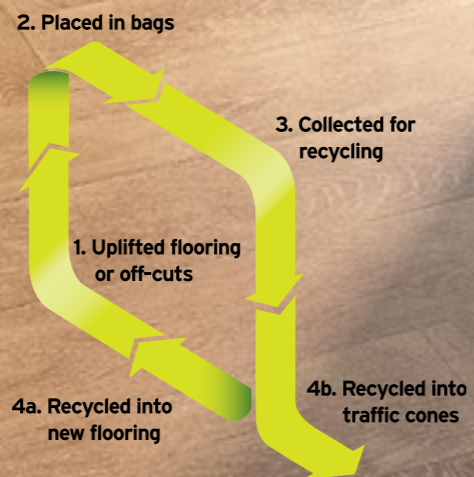 2. Placed in bags
3. Collected for
recycling
1. Uplifted flooring
or off-cuts
4a. Recycled into
new flooring
4b. Recycled into
traffic cones